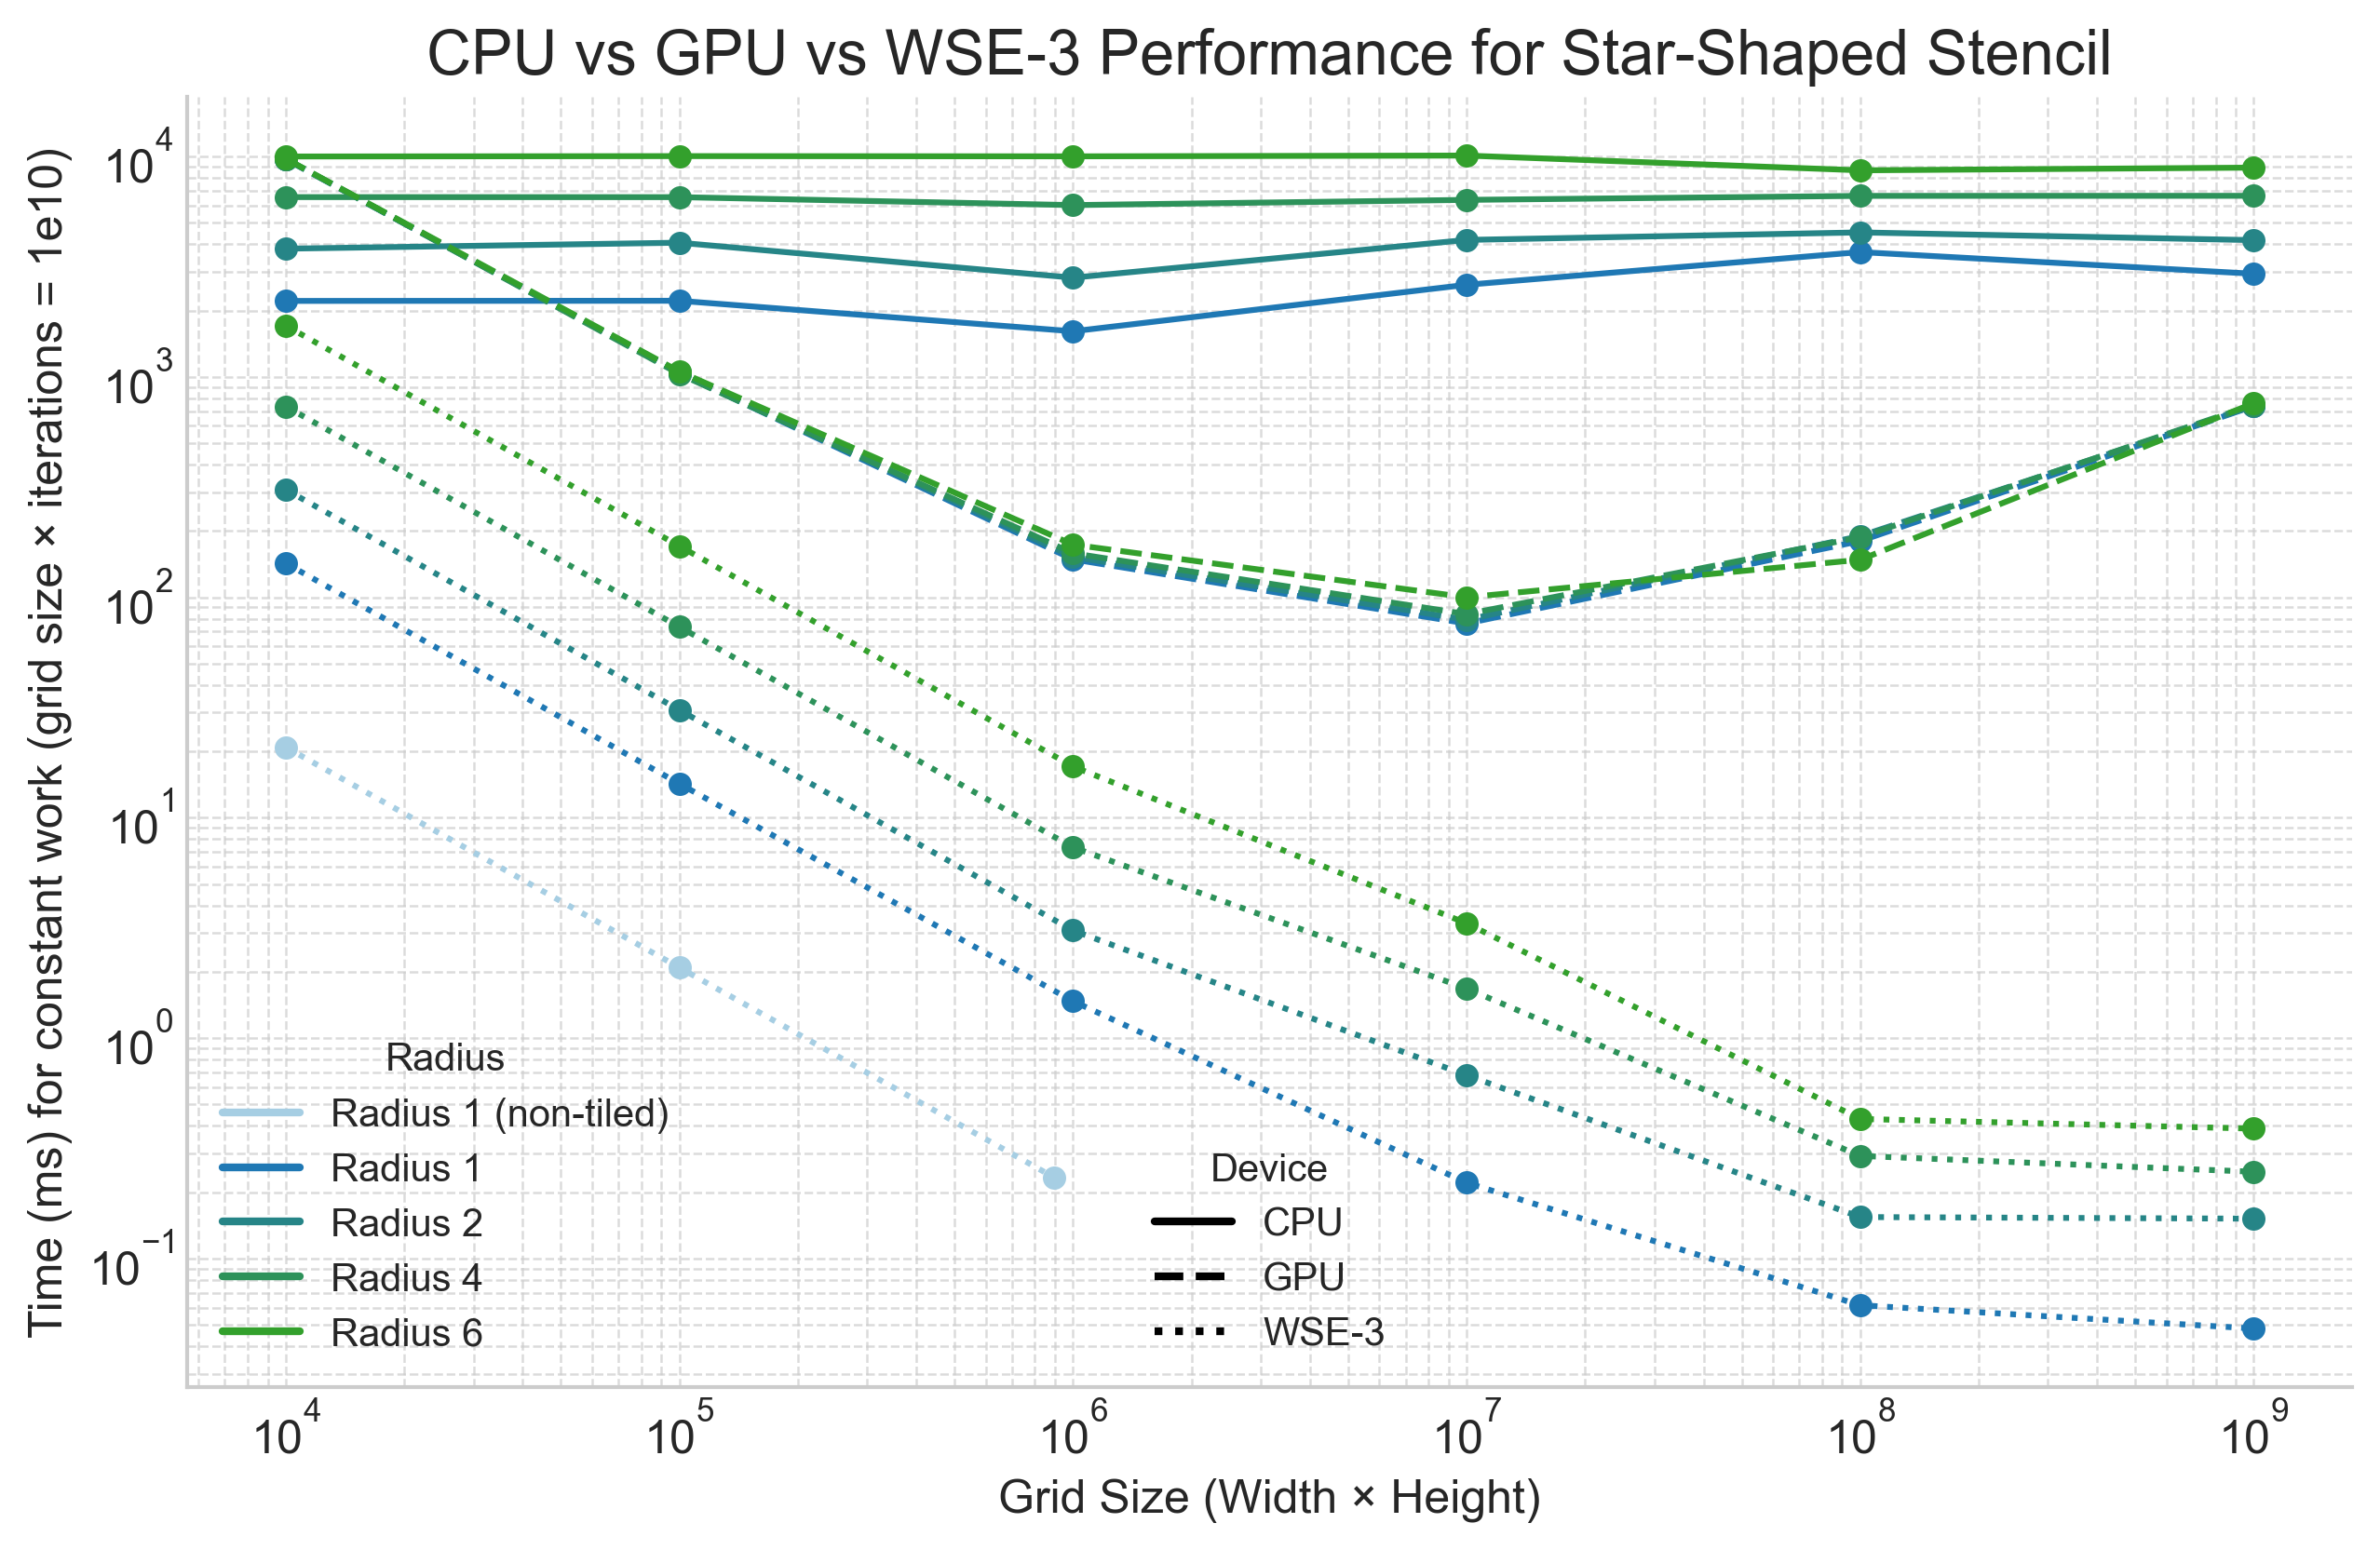 CPU vs GPU vs WSE-3 Performance for Star-Shaped Stencil
Time (ms) for constant work (grid size × iterations = 1e10)
10^4
10^3
10^2
10^1
10^0
10^−1
Radius
Radius 1 (non-tiled)
Radius 1
Radius 2
Radius 4
Radius 6
Device
CPU
GPU
WSE-3
10^4 10^5 10^6 10^7 10^8 10^9
Grid Size (Width × Height)